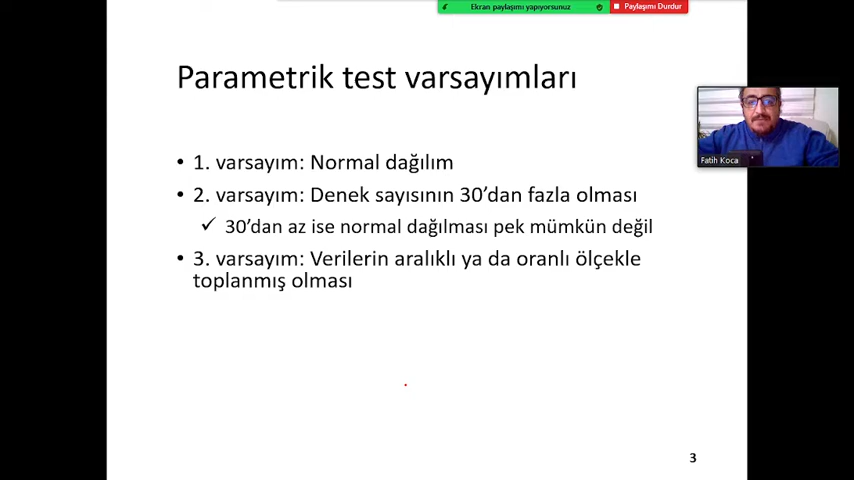 Ekran paylaşımı yapıyorsunuz
Paylaşımı Durdur
Parametrik test varsayımları
• 1. varsayım: Normal dağılım
• 2. varsayım: Denek sayısının 30’dan fazla olması
✓ 30’dan az ise normal dağılması pek mümkün değil
• 3. varsayım: Verilerin aralıklı ya da oranlı ölçekle
toplanmış olması
Fatih Koca
3